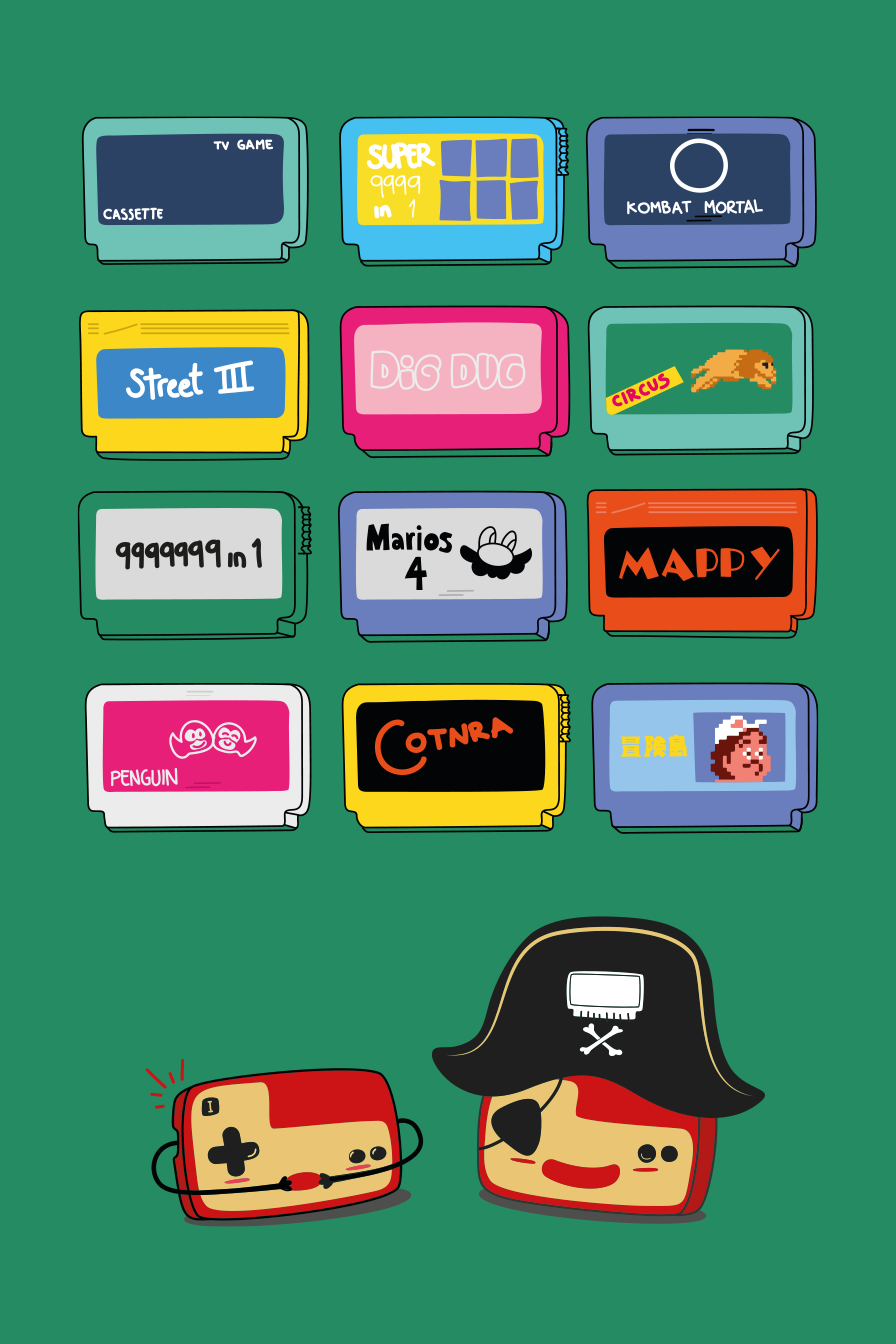 TV GAME
CASSETTE
SUPER
9999
in 1
KOMBAT MORTAL
Street III
DiG DUG
CIRCUS
9999999 in 1
Marios
4
MAPPY
PENGUIN
COTNRA
冒険島
I